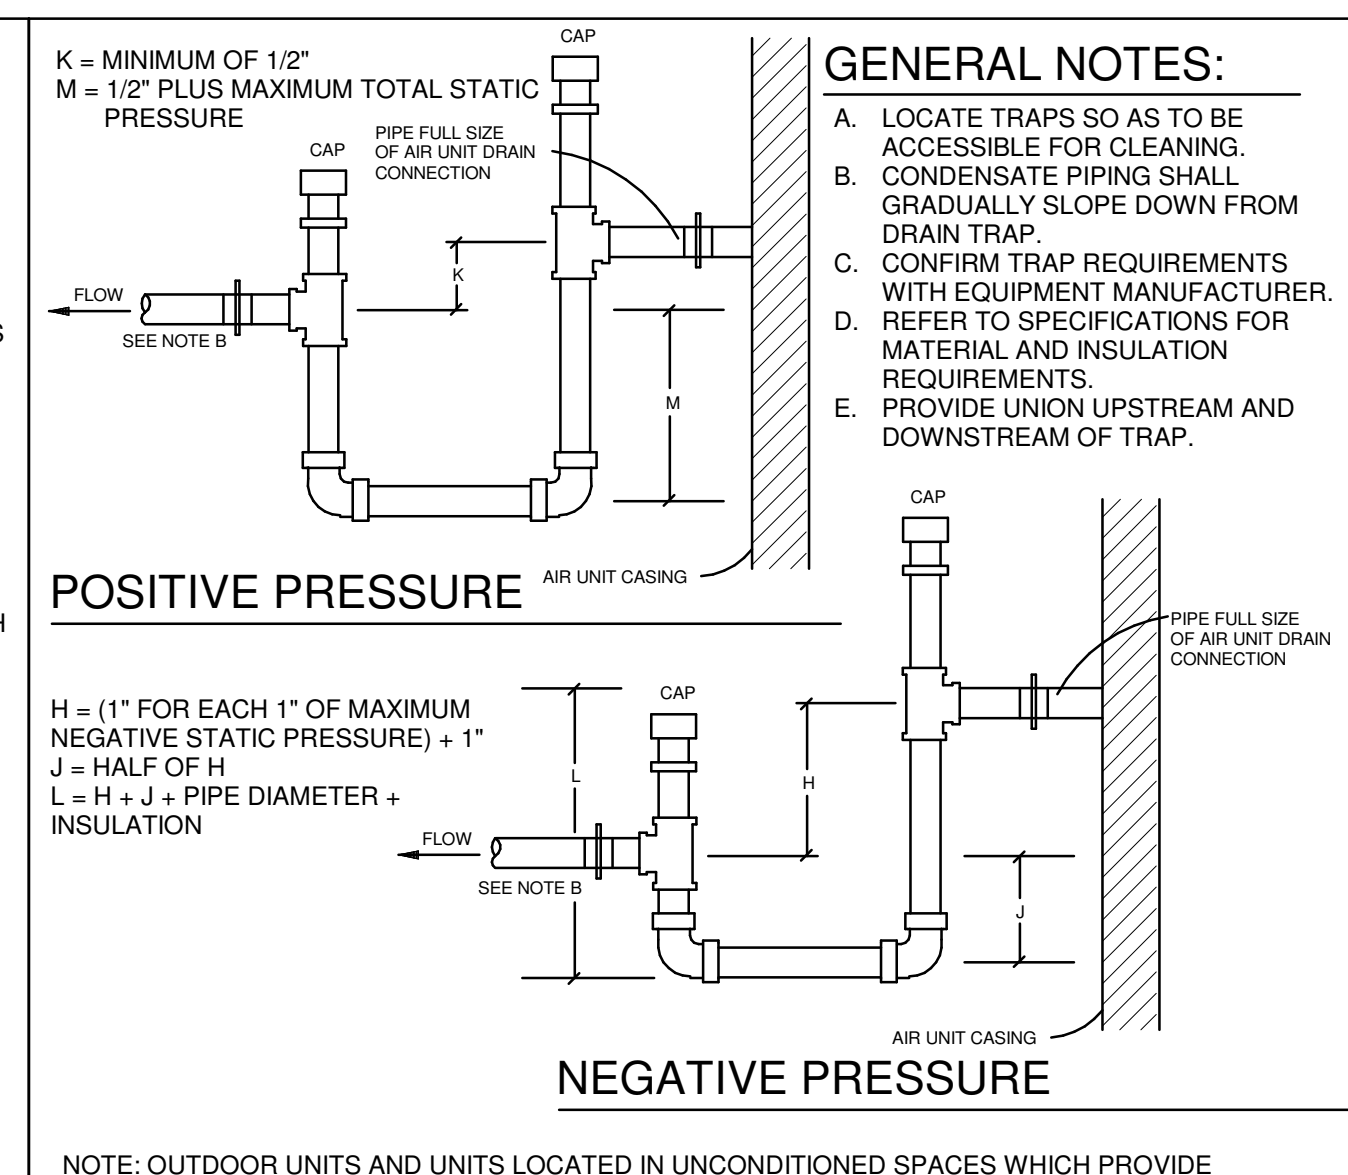 K = MINIMUM OF 1/2"
M = 1/2" PLUS MAXIMUM TOTAL STATIC
PRESSURE
CAP
CAP
PIPE FULL SIZE
OF AIR UNIT DRAIN
CONNECTION
K
FLOW
SEE NOTE B
M
AIR UNIT CASING
POSITIVE PRESSURE
GENERAL NOTES:
A. LOCATE TRAPS SO AS TO BE
ACCESSIBLE FOR CLEANING.
B. CONDENSATE PIPING SHALL
GRADUALLY SLOPE DOWN FROM
DRAIN TRAP.
C. CONFIRM TRAP REQUIREMENTS
WITH EQUIPMENT MANUFACTURER.
D. REFER TO SPECIFICATIONS FOR
MATERIAL AND INSULATION
REQUIREMENTS.
E. PROVIDE UNION UPSTREAM AND
DOWNSTREAM OF TRAP.
H = (1" FOR EACH 1" OF MAXIMUM
NEGATIVE STATIC PRESSURE) + 1"
J = HALF OF H
L = H + J + PIPE DIAMETER +
INSULATION
CAP
CAP
PIPE FULL SIZE
OF AIR UNIT DRAIN
CONNECTION
L
H
FLOW
SEE NOTE B
J
AIR UNIT CASING
NEGATIVE PRESSURE
NOTE: OUTDOOR UNITS AND UNITS LOCATED IN UNCONDITIONED SPACES WHICH PROVIDE